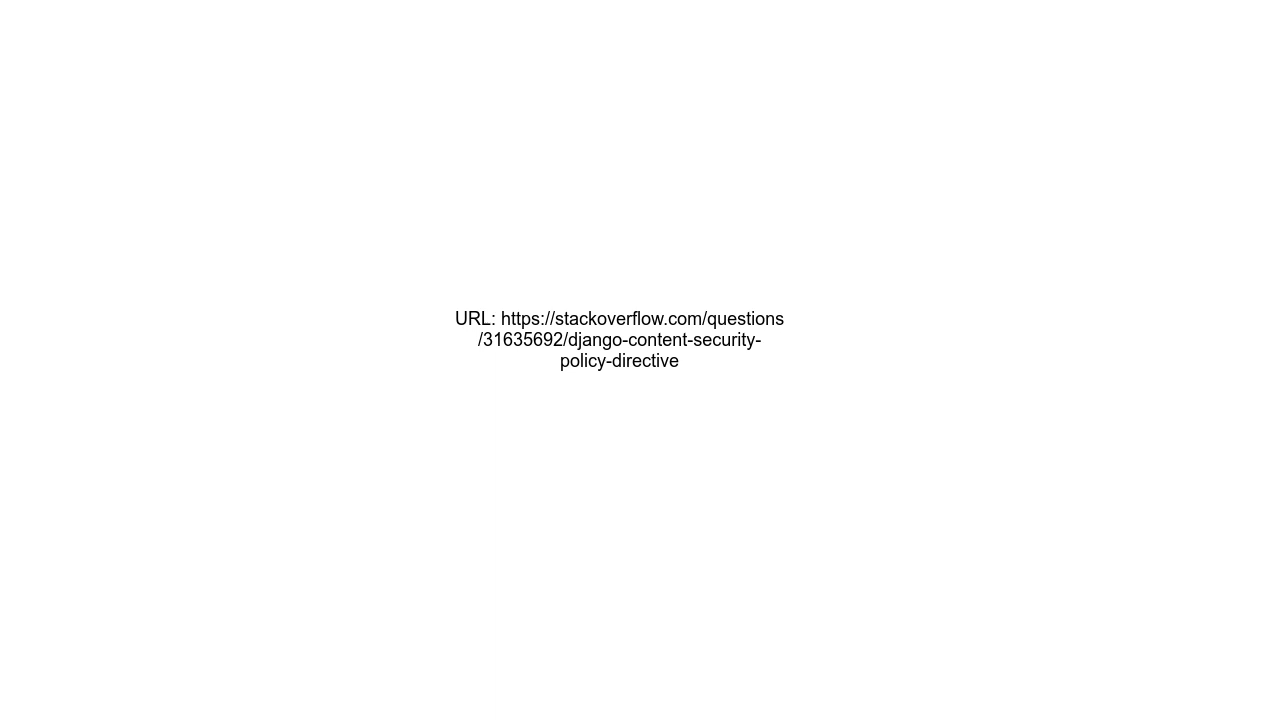 URL: https://stackoverflow.com/questions
/31635692/django-content-security-
policy-directive